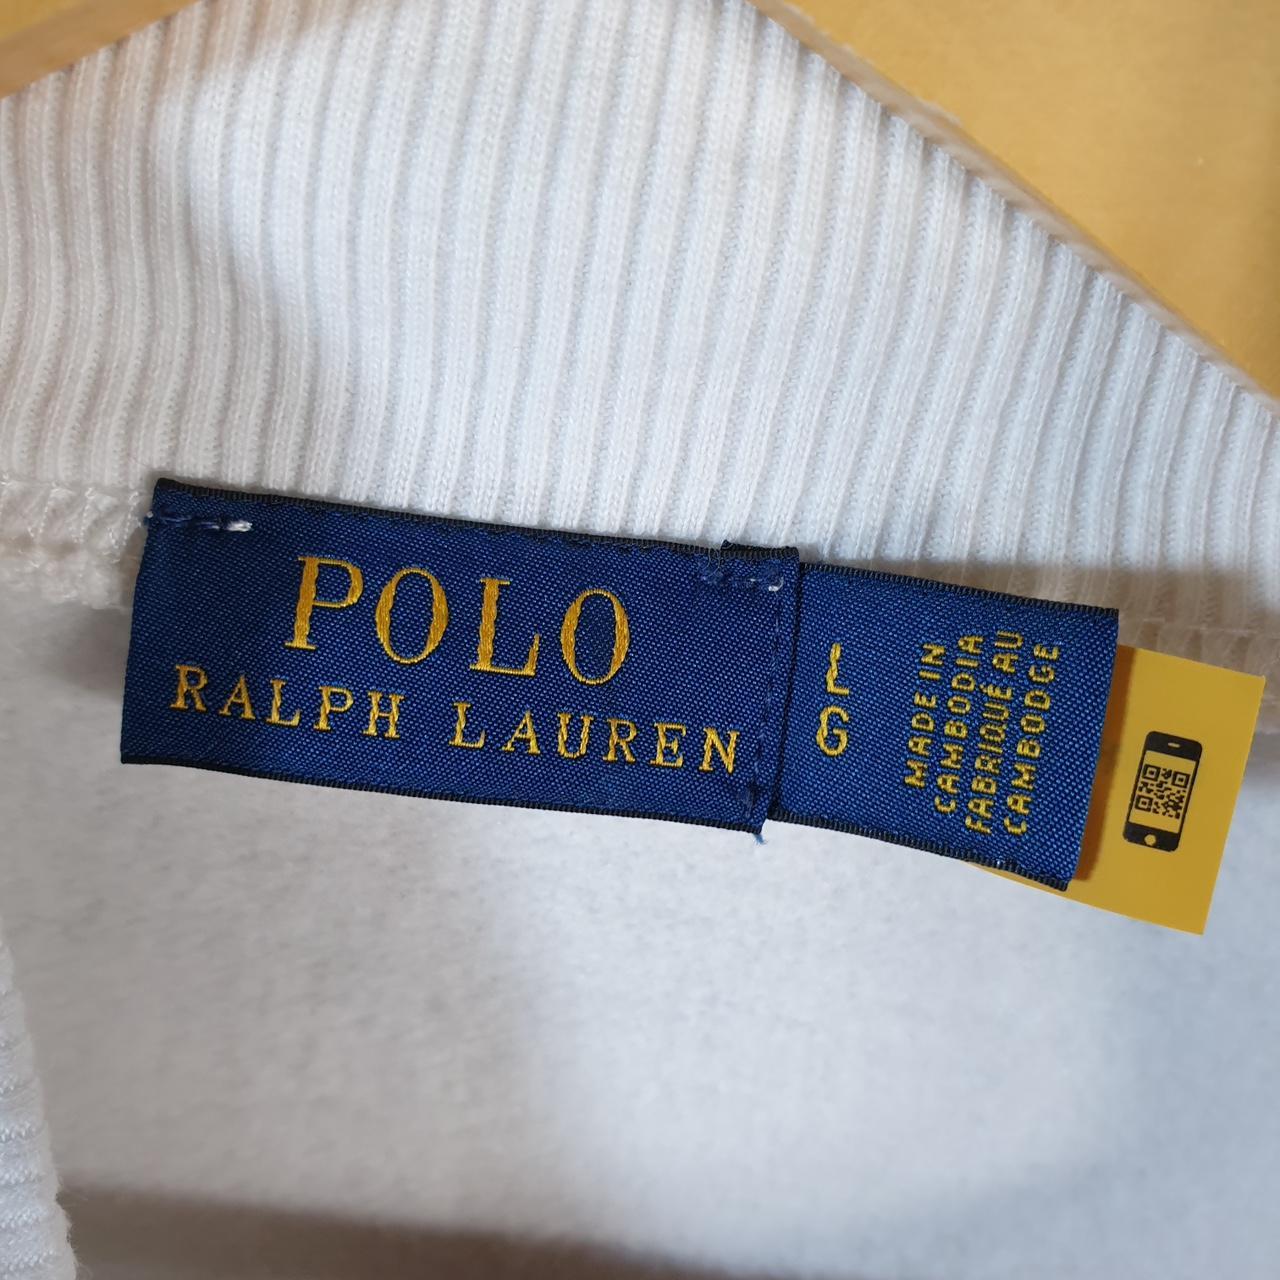 POLO
RALPH LAUREN
L
G
MADE IN
CAMBODIA
FABRIQUÉ AU
CAMBODGE